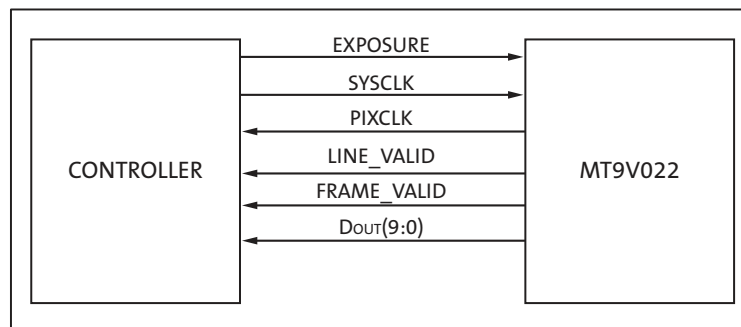 EXPOSURE
SYSCLK
PIXCLK
LINE_VALID
FRAME_VALID
DOUT(9:0)
CONTROLLER
MT9V022